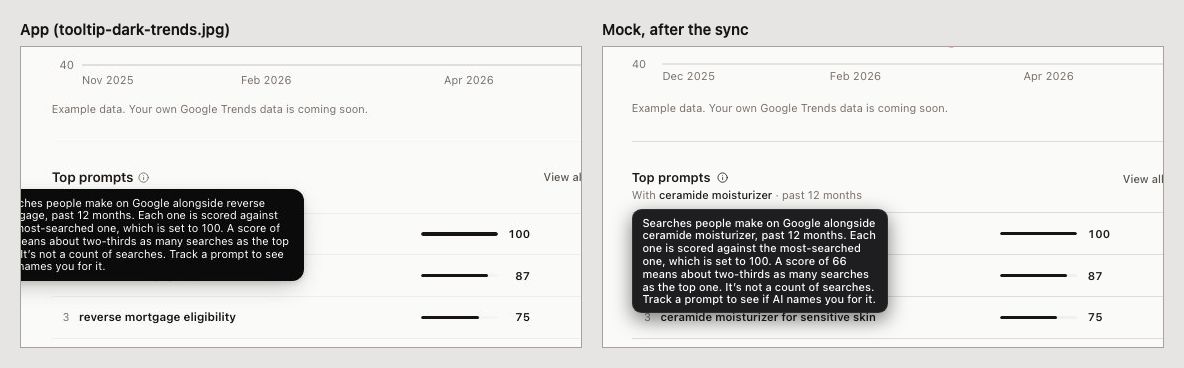 App (tooltip-dark-trends.jpg)
40
Nov 2025 Feb 2026 Apr 2026
Example data. Your own Google Trends data is coming soon.
Top prompts View al
ches people make on Google alongside reverse
gage, past 12 months. Each one is scored against
most-searched one, which is set to 100. A score of
eans about two-thirds as many searches as the top
It's not a count of searches. Track a prompt to see
names you for it.
100
87
3 reverse mortgage eligibility 75
Mock, after the sync
40
Dec 2025 Feb 2026 Apr 2026
Example data. Your own Google Trends data is coming soon.
Top prompts View all
With ceramide moisturizer · past 12 months
Searches people make on Google alongside
ceramide moisturizer, past 12 months. Each
one is scored against the most-searched
one, which is set to 100. A score of 66
means about two-thirds as many searches
as the top one. It's not a count of searches.
Track a prompt to see if AI names you for it.
100
87
3 ceramide moisturizer for sensitive skin 75